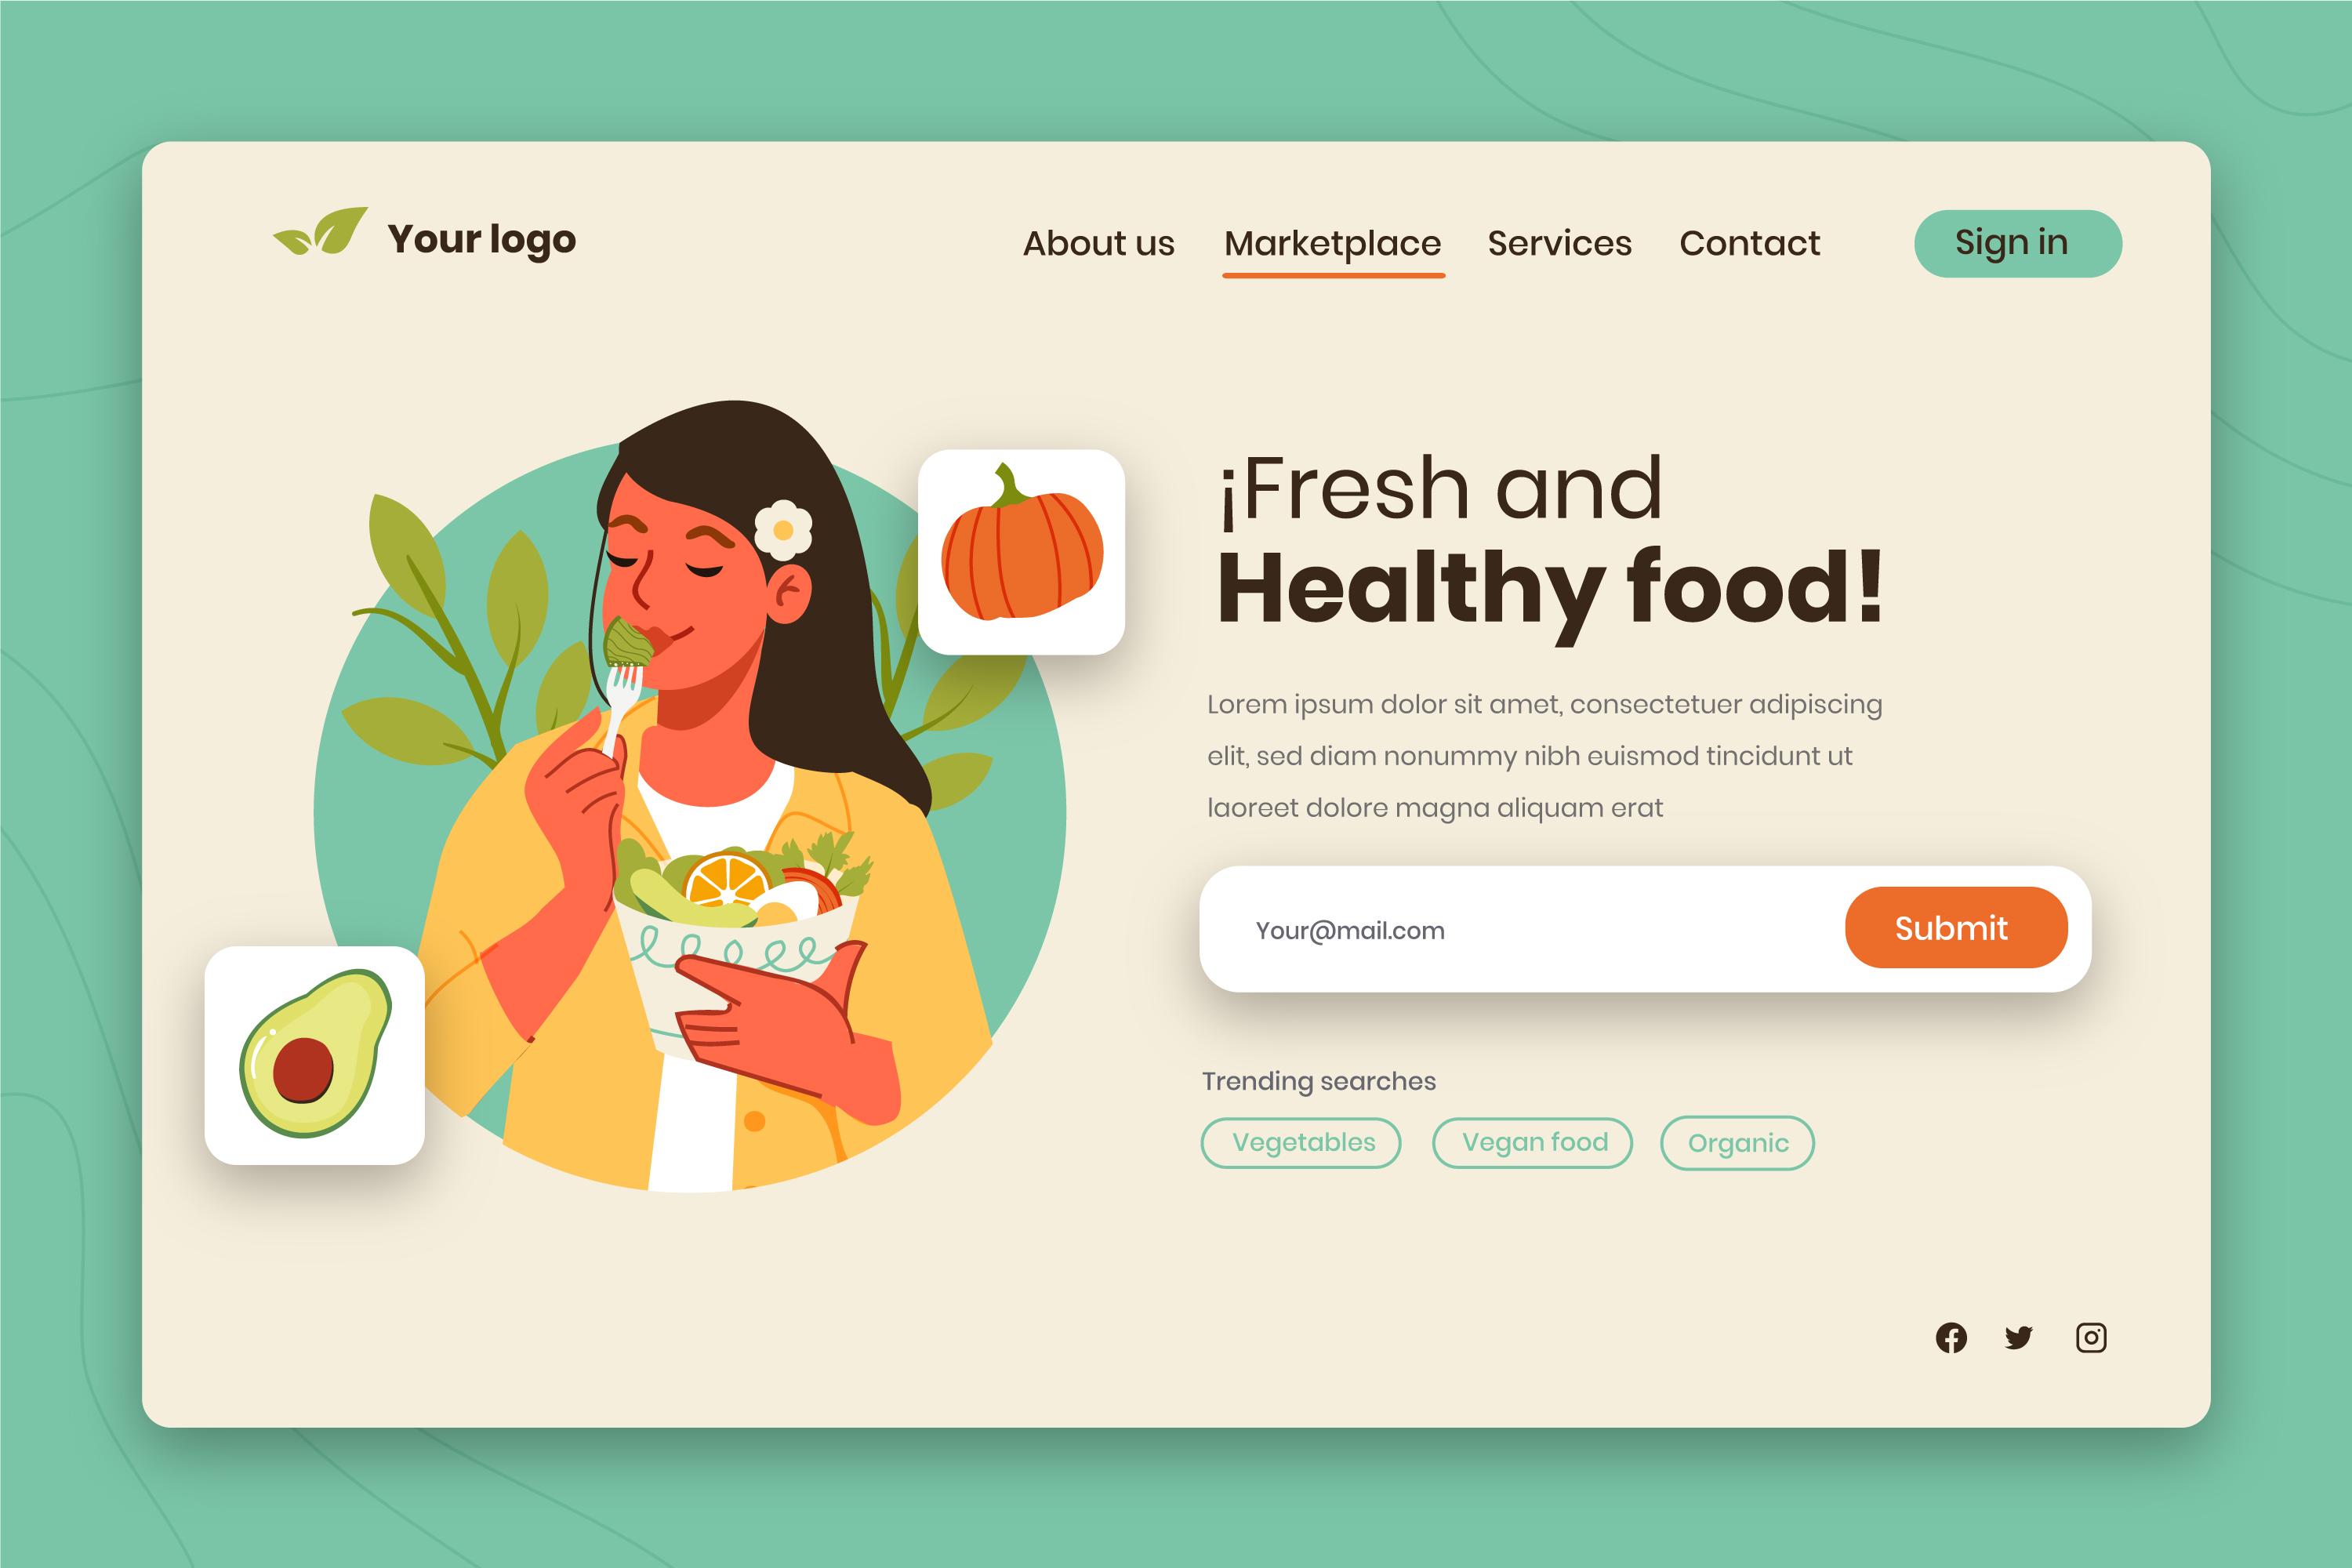 Your logo
About us Marketplace Services Contact Sign in
¡Fresh and
Healthy food!
Lorem ipsum dolor sit amet, consectetuer adipiscing
elit, sed diam nonummy nibh euismod tincidunt ut
laoreet dolore magna aliquam erat
Your@mail.com Submit
Trending searches
Vegetables Vegan food Organic